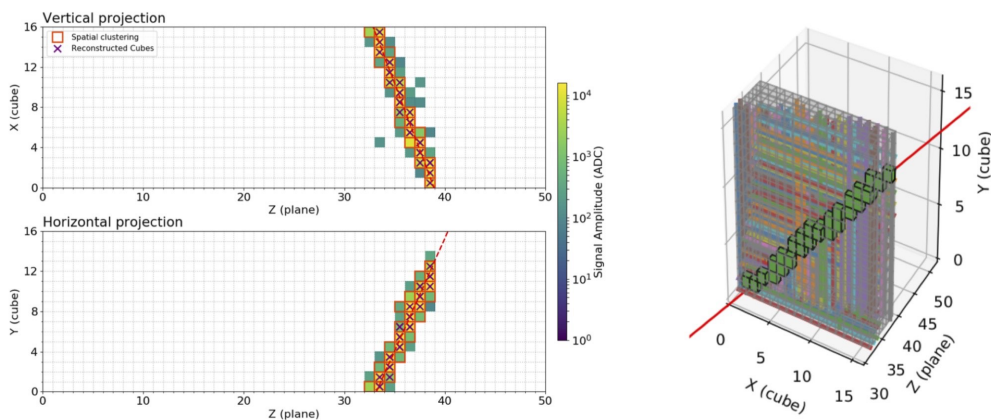 Vertical projection
16
12
8
4
0
X (cube)
Spatial clustering
Reconstructed Cubes
0 10 20 30 40 50
Z (plane)
Horizontal projection
16
12
8
4
0
Y (cube)
0 10 20 30 40 50
Z (plane)
10⁴
10³
10²
10¹
10⁰
Signal Amplitude (ADC)
15
10
5
0
Y (cube)
50
45
40
35
30
Z (plane)
0
5
10
15
X (cube)